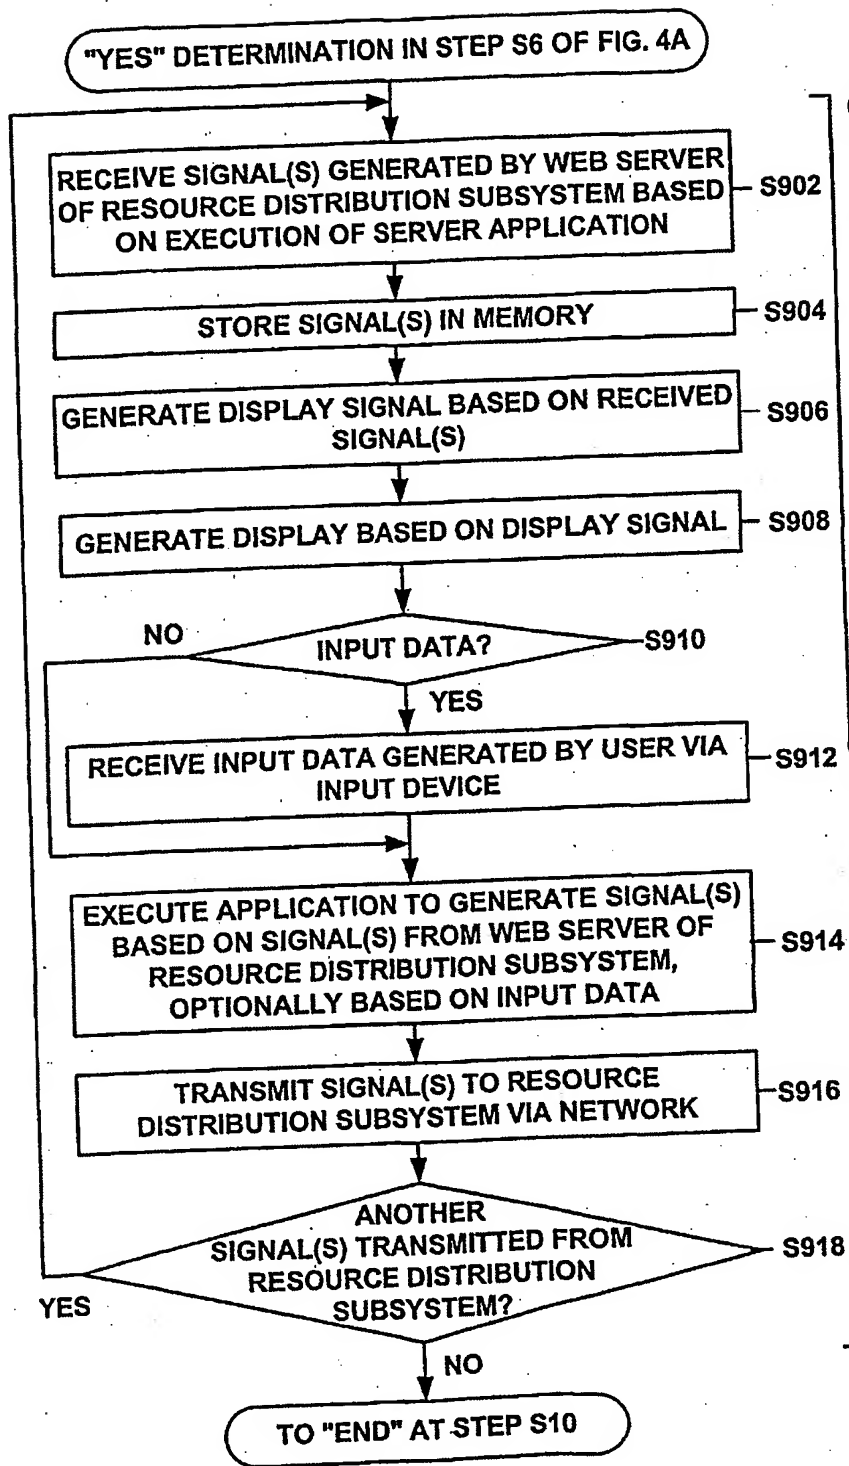 "YES" DETERMINATION IN STEP S6 OF FIG. 4A
RECEIVE SIGNAL(S) GENERATED BY WEB SERVER
OF RESOURCE DISTRIBUTION SUBSYSTEM BASED
ON EXECUTION OF SERVER APPLICATION
S902
STORE SIGNAL(S) IN MEMORY
S904
GENERATE DISPLAY SIGNAL BASED ON RECEIVED
SIGNAL(S)
S906
GENERATE DISPLAY BASED ON DISPLAY SIGNAL
S908
NO
INPUT DATA?
S910
YES
RECEIVE INPUT DATA GENERATED BY USER VIA
INPUT DEVICE
S912
EXECUTE APPLICATION TO GENERATE SIGNAL(S)
BASED ON SIGNAL(S) FROM WEB SERVER OF
RESOURCE DISTRIBUTION SUBSYSTEM,
OPTIONALLY BASED ON INPUT DATA
S914
TRANSMIT SIGNAL(S) TO RESOURCE
DISTRIBUTION SUBSYSTEM VIA NETWORK
S916
ANOTHER
SIGNAL(S) TRANSMITTED FROM
RESOURCE DISTRIBUTION
SUBSYSTEM?
S918
YES
NO
TO "END" AT STEP S10